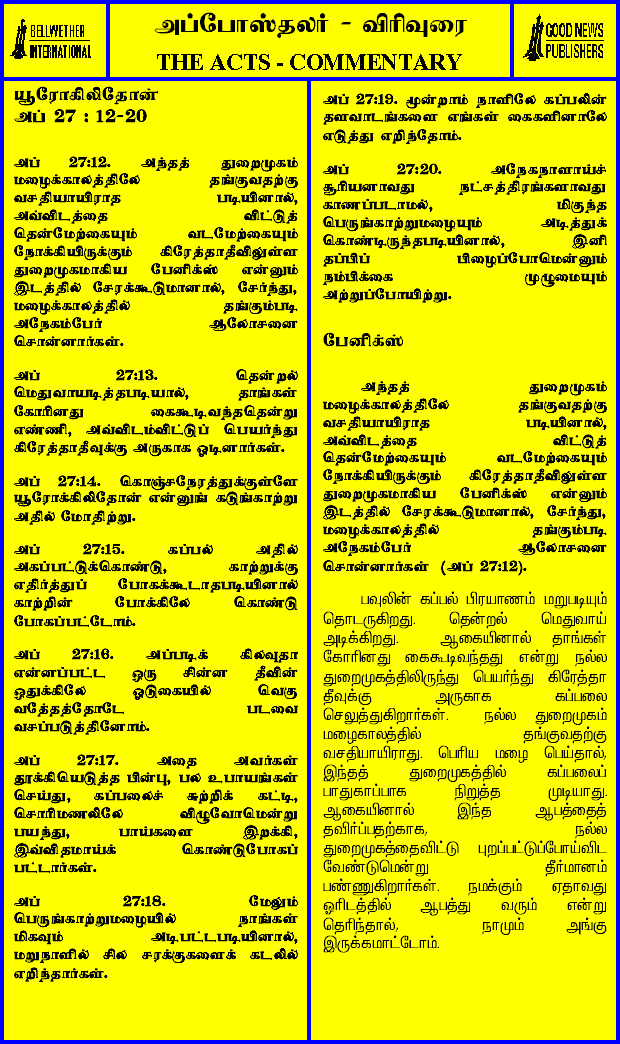 BELLWETHER
INTERNATIONAL
அப்போஸ்தலர் - விரிவுரை
THE ACTS - COMMENTARY
GOOD NEWS
PUBLISHERS
யூரோகிலிதோன்
அப் 27 : 12-20
அப் 27:12. அந்தத் துறைமுகம்
மழைக்காலத்திலே தங்குவதற்கு
வசதியாயிராத படியினால்,
அவ்விடத்தை விட்டுத்
தென்மேற்கையும் வடமேற்கையும்
நோக்கியிருக்கும் கிரேத்தாதீவிலுள்ள
துறைமுகமாகிய பேனிக்ஸ் என்னும்
இடத்தில் சேரக்கூடுமானால், சேர்ந்து,
மழைக்காலத்தில் தங்கும்படி
அநேகம்பேர் ஆலோசனை
சொன்னார்கள்.
அப் 27:13. தென்றல்
மெதுவாயடித்தபடியால், தாங்கள்
கோரினது கைகூடிவந்ததென்று
எண்ணி, அவ்விடம்விட்டுப் பெயர்ந்து
கிரேத்தாதீவுக்கு அருகாக ஓடினார்கள்.
அப் 27:14. கொஞ்சநேரத்துக்குள்ளே
யூரோக்கிலிதோன் என்னுங் கடுங்காற்று
அதில் மோதிற்று.
அப் 27:15. கப்பல் அதில்
அகப்பட்டுக்கொண்டு, காற்றுக்கு
எதிர்த்துப் போகக்கூடாதபடியினால்
காற்றின் போக்கிலே கொண்டு
போகப்பட்டோம்.
அப் 27:16. அப்படிக் கிலவுதா
என்னப்பட்ட ஒரு சின்ன தீவின்
ஒதுக்கிலே ஓடுகையில் வெகு
வத்தேத்தோடே படவை
வசப்படுத்தினோம்.
அப் 27:17. அதை அவர்கள்
தூக்கியெடுத்த பின்பு, பல உபாயங்கள்
செய்து, கப்பலைச் சுற்றிக் கட்டி,
சொரிமணலிலே விழுவோமென்று
பயந்து, பாய்களை இறக்கி,
இவ்விதமாய்க் கொண்டுபோகப்
பட்டார்கள்.
அப் 27:18. மேலும்
பெருங்காற்றுமழையில் நாங்கள்
மிகவும் அடிபட்டபடியினால்,
மறுநாளில் சில சரக்குகளைக் கடலில்
எறிந்தார்கள்.
அப் 27:19. மூன்றாம் நாளிலே கப்பலின்
தளவாடங்களை எங்கள் கைகளினாலே
எடுத்து எறிந்தோம்.
அப் 27:20. அநேகநாளாய்ச்
சூரியனாவது நட்சத்திரங்களாவது
காணப்படாமல், மிகுந்த
பெருங்காற்றுமழையும் அடித்துக்
கொண்டிருந்தபடியினால், இனி
தப்பிப் பிழைப்போமென்னும்
நம்பிக்கை முழுமையும்
அற்றுப்போயிற்று.
பேனிக்ஸ்
அந்தத் துறைமுகம்
மழைக்காலத்திலே தங்குவதற்கு
வசதியாயிராத படியினால்,
அவ்விடத்தை விட்டுத்
தென்மேற்கையும் வடமேற்கையும்
நோக்கியிருக்கும் கிரேத்தாதீவிலுள்ள
துறைமுகமாகிய பேனிக்ஸ் என்னும்
இடத்தில் சேரக்கூடுமானால், சேர்ந்து,
மழைக்காலத்தில் தங்கும்படி
அநேகம்பேர் ஆலோசனை
சொன்னார்கள் (அப் 27:12).
பவுலின் கப்பல் பிரயாணம் மறுபடியும்
தொடருகிறது. தென்றல் மெதுவாய்
அடிக்கிறது. ஆகையினால் தாங்கள்
கோரினது கைகூடிவந்தது என்று நல்ல
துறைமுகத்திலிருந்து பெயர்ந்து கிரேத்தா
தீவுக்கு அருகாக கப்பலை
செலுத்துகிறார்கள். நல்ல துறைமுகம்
மழைகாலத்தில் தங்குவதற்கு
வசதியாயிராது. பெரிய மழை பெய்தால்,
இந்தத் துறைமுகத்தில் கப்பலைப்
பாதுகாப்பாக நிறுத்த முடியாது.
ஆகையினால் இந்த ஆபத்தைத்
தவிர்ப்பதற்காக, நல்ல
துறைமுகத்தைவிட்டு புறப்பட்டுப்போய்விட
வேண்டுமென்று தீர்மானம்
பண்ணுகிறார்கள். நமக்கும் ஏதாவது
ஓரிடத்தில் ஆபத்து வரும் என்று
தெரிந்தால், நாமும் அங்கு
இருக்கமாட்டோம்.